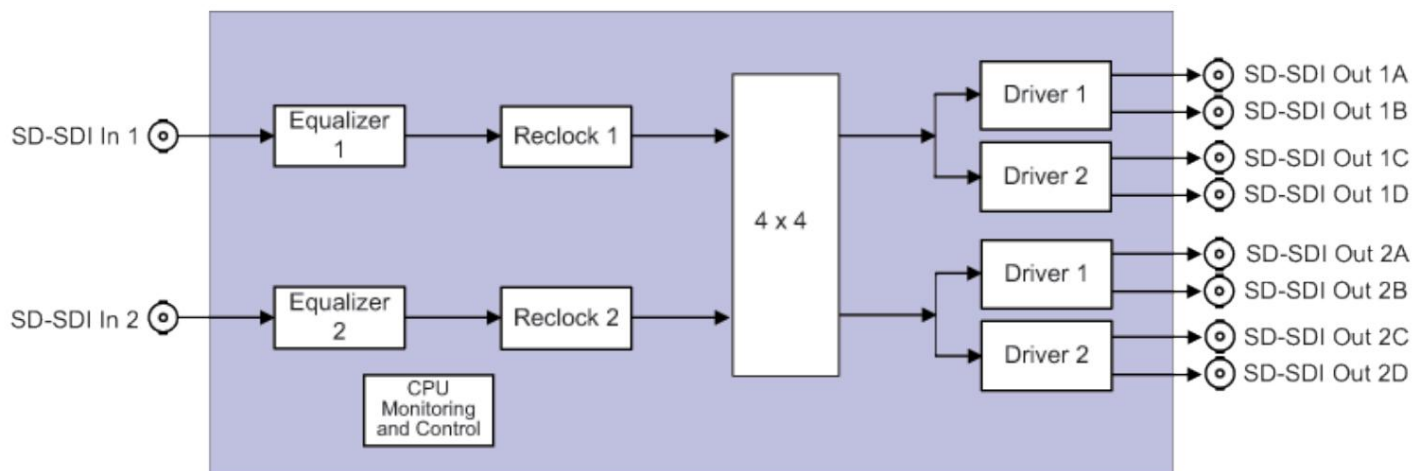 SD-SDI In 1
Equalizer
1
Reclock 1
4 x 4
Driver 1
SD-SDI Out 1A
SD-SDI Out 1B
Driver 2
SD-SDI Out 1C
SD-SDI Out 1D
SD-SDI In 2
Equalizer
2
Reclock 2
Driver 1
SD-SDI Out 2A
SD-SDI Out 2B
Driver 2
SD-SDI Out 2C
SD-SDI Out 2D
CPU
Monitoring
and Control